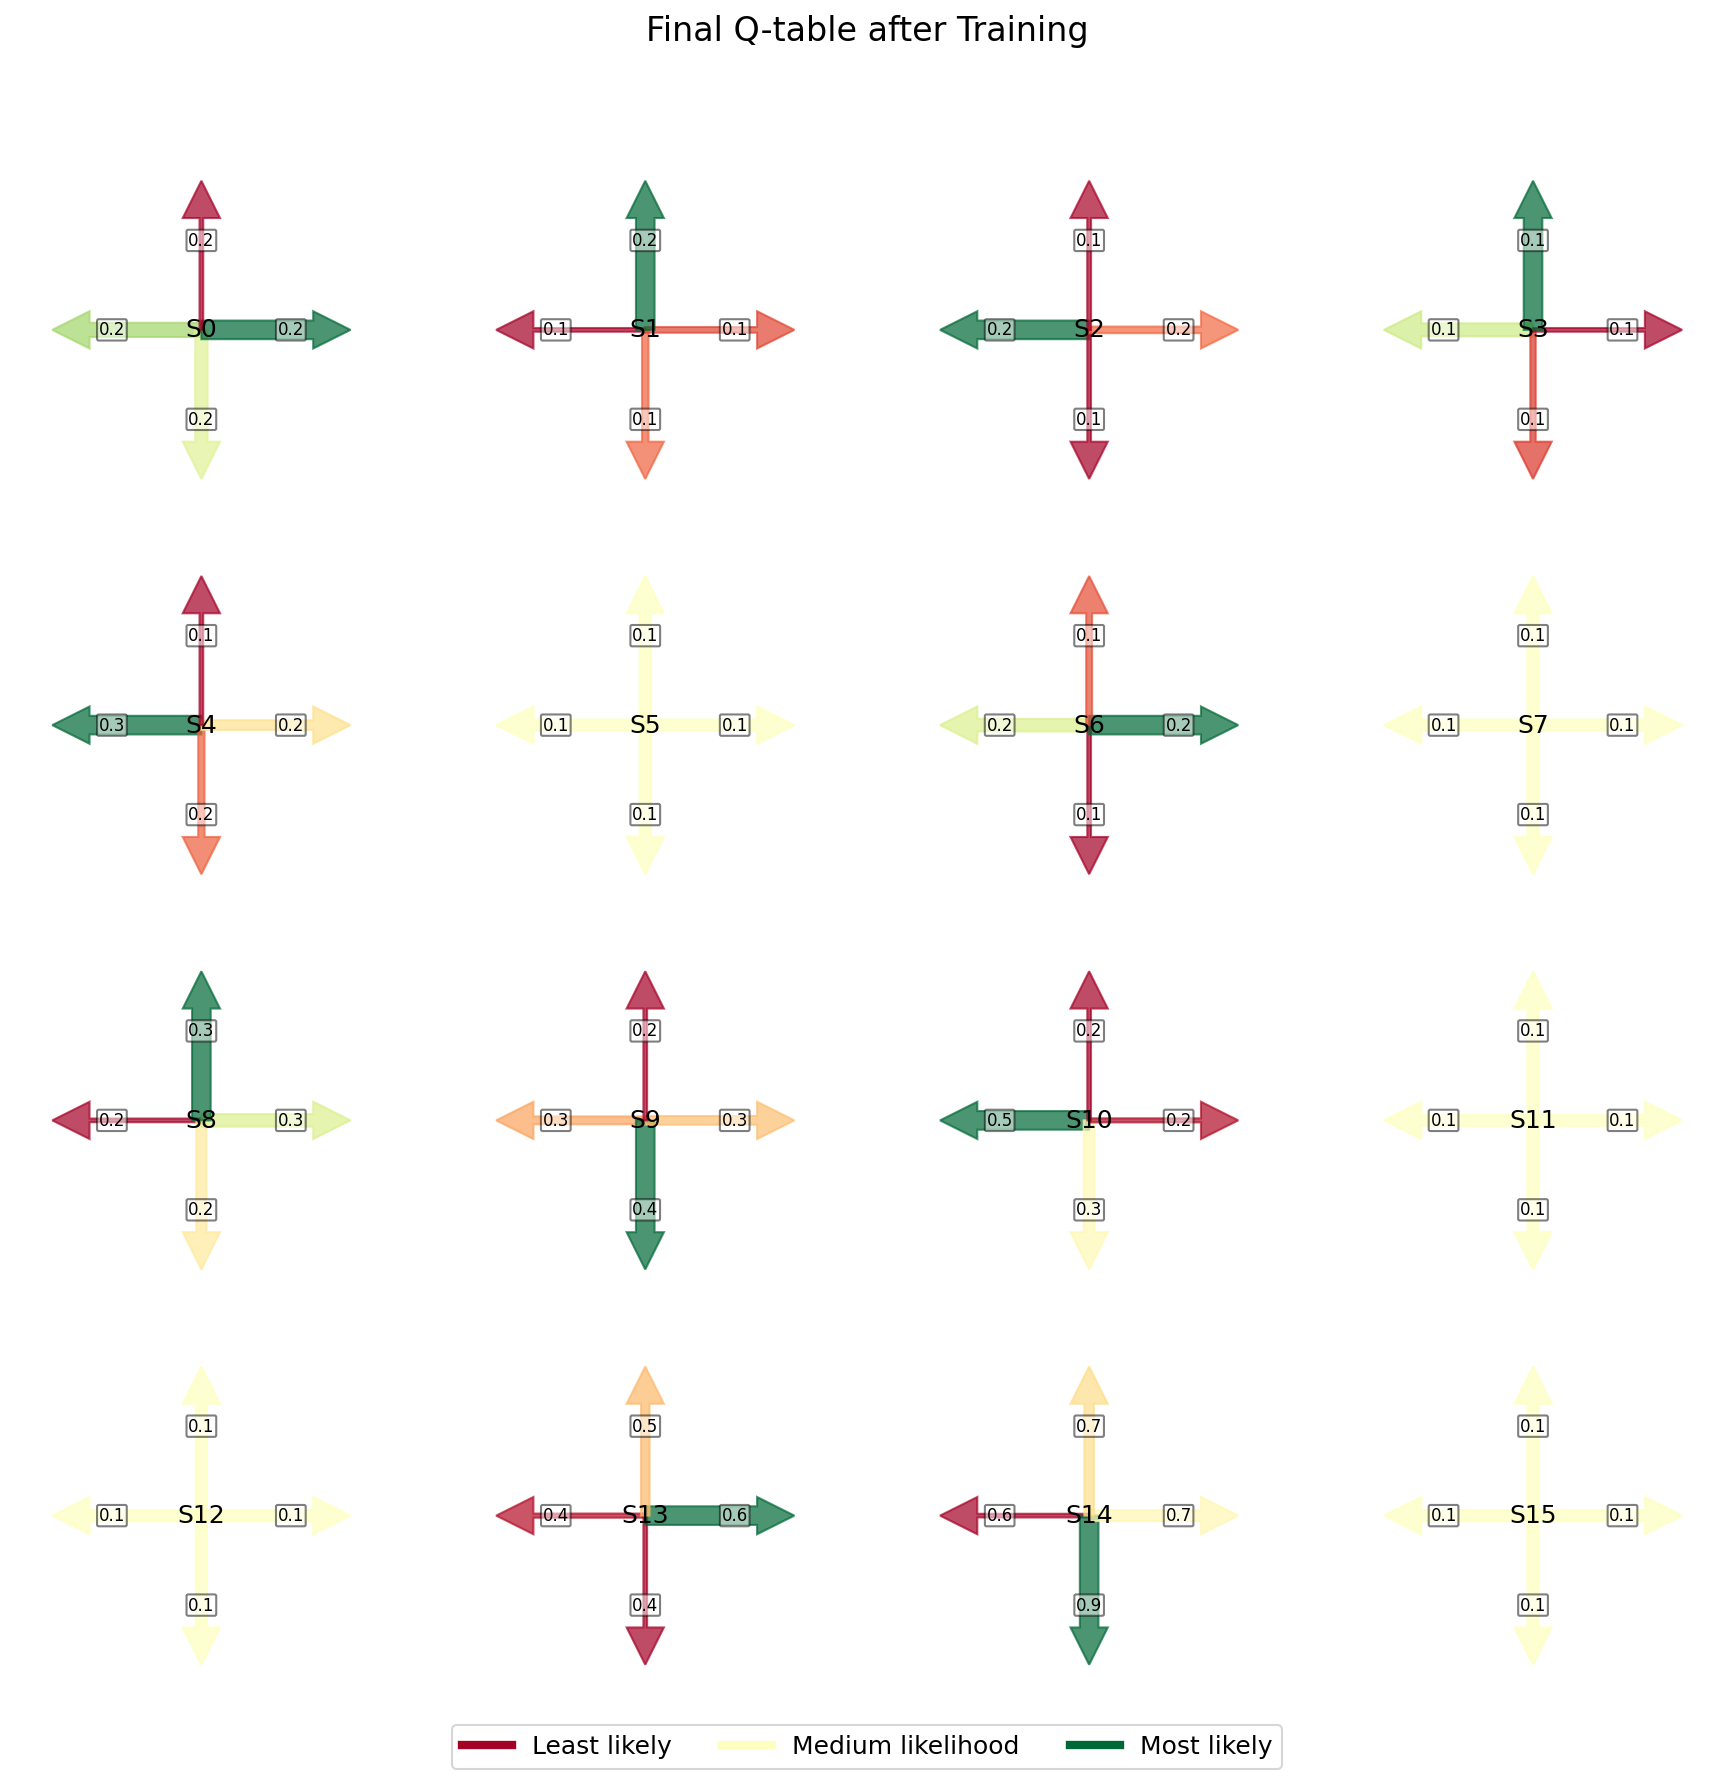 Final Q-table after Training
0.2
0.2
0.1
0.1
0.2 S0 0.2
0.1 S1 0.1
0.2 S2 0.2
0.1 S3 0.1
0.2
0.1
0.1
0.1
0.1
0.1
0.1
0.1
0.3 S4 0.2
0.1 S5 0.1
0.2 S6 0.2
0.1 S7 0.1
0.2
0.1
0.1
0.1
0.3
0.2
0.2
0.1
0.2 S8 0.3
0.3 S9 0.3
0.5 S10 0.2
0.1 S11 0.1
0.2
0.4
0.3
0.1
0.1
0.5
0.7
0.1
0.1 S12 0.1
0.4 S13 0.6
0.6 S14 0.7
0.1 S15 0.1
0.1
0.4
0.9
0.1
Least likely
Medium likelihood
Most likely